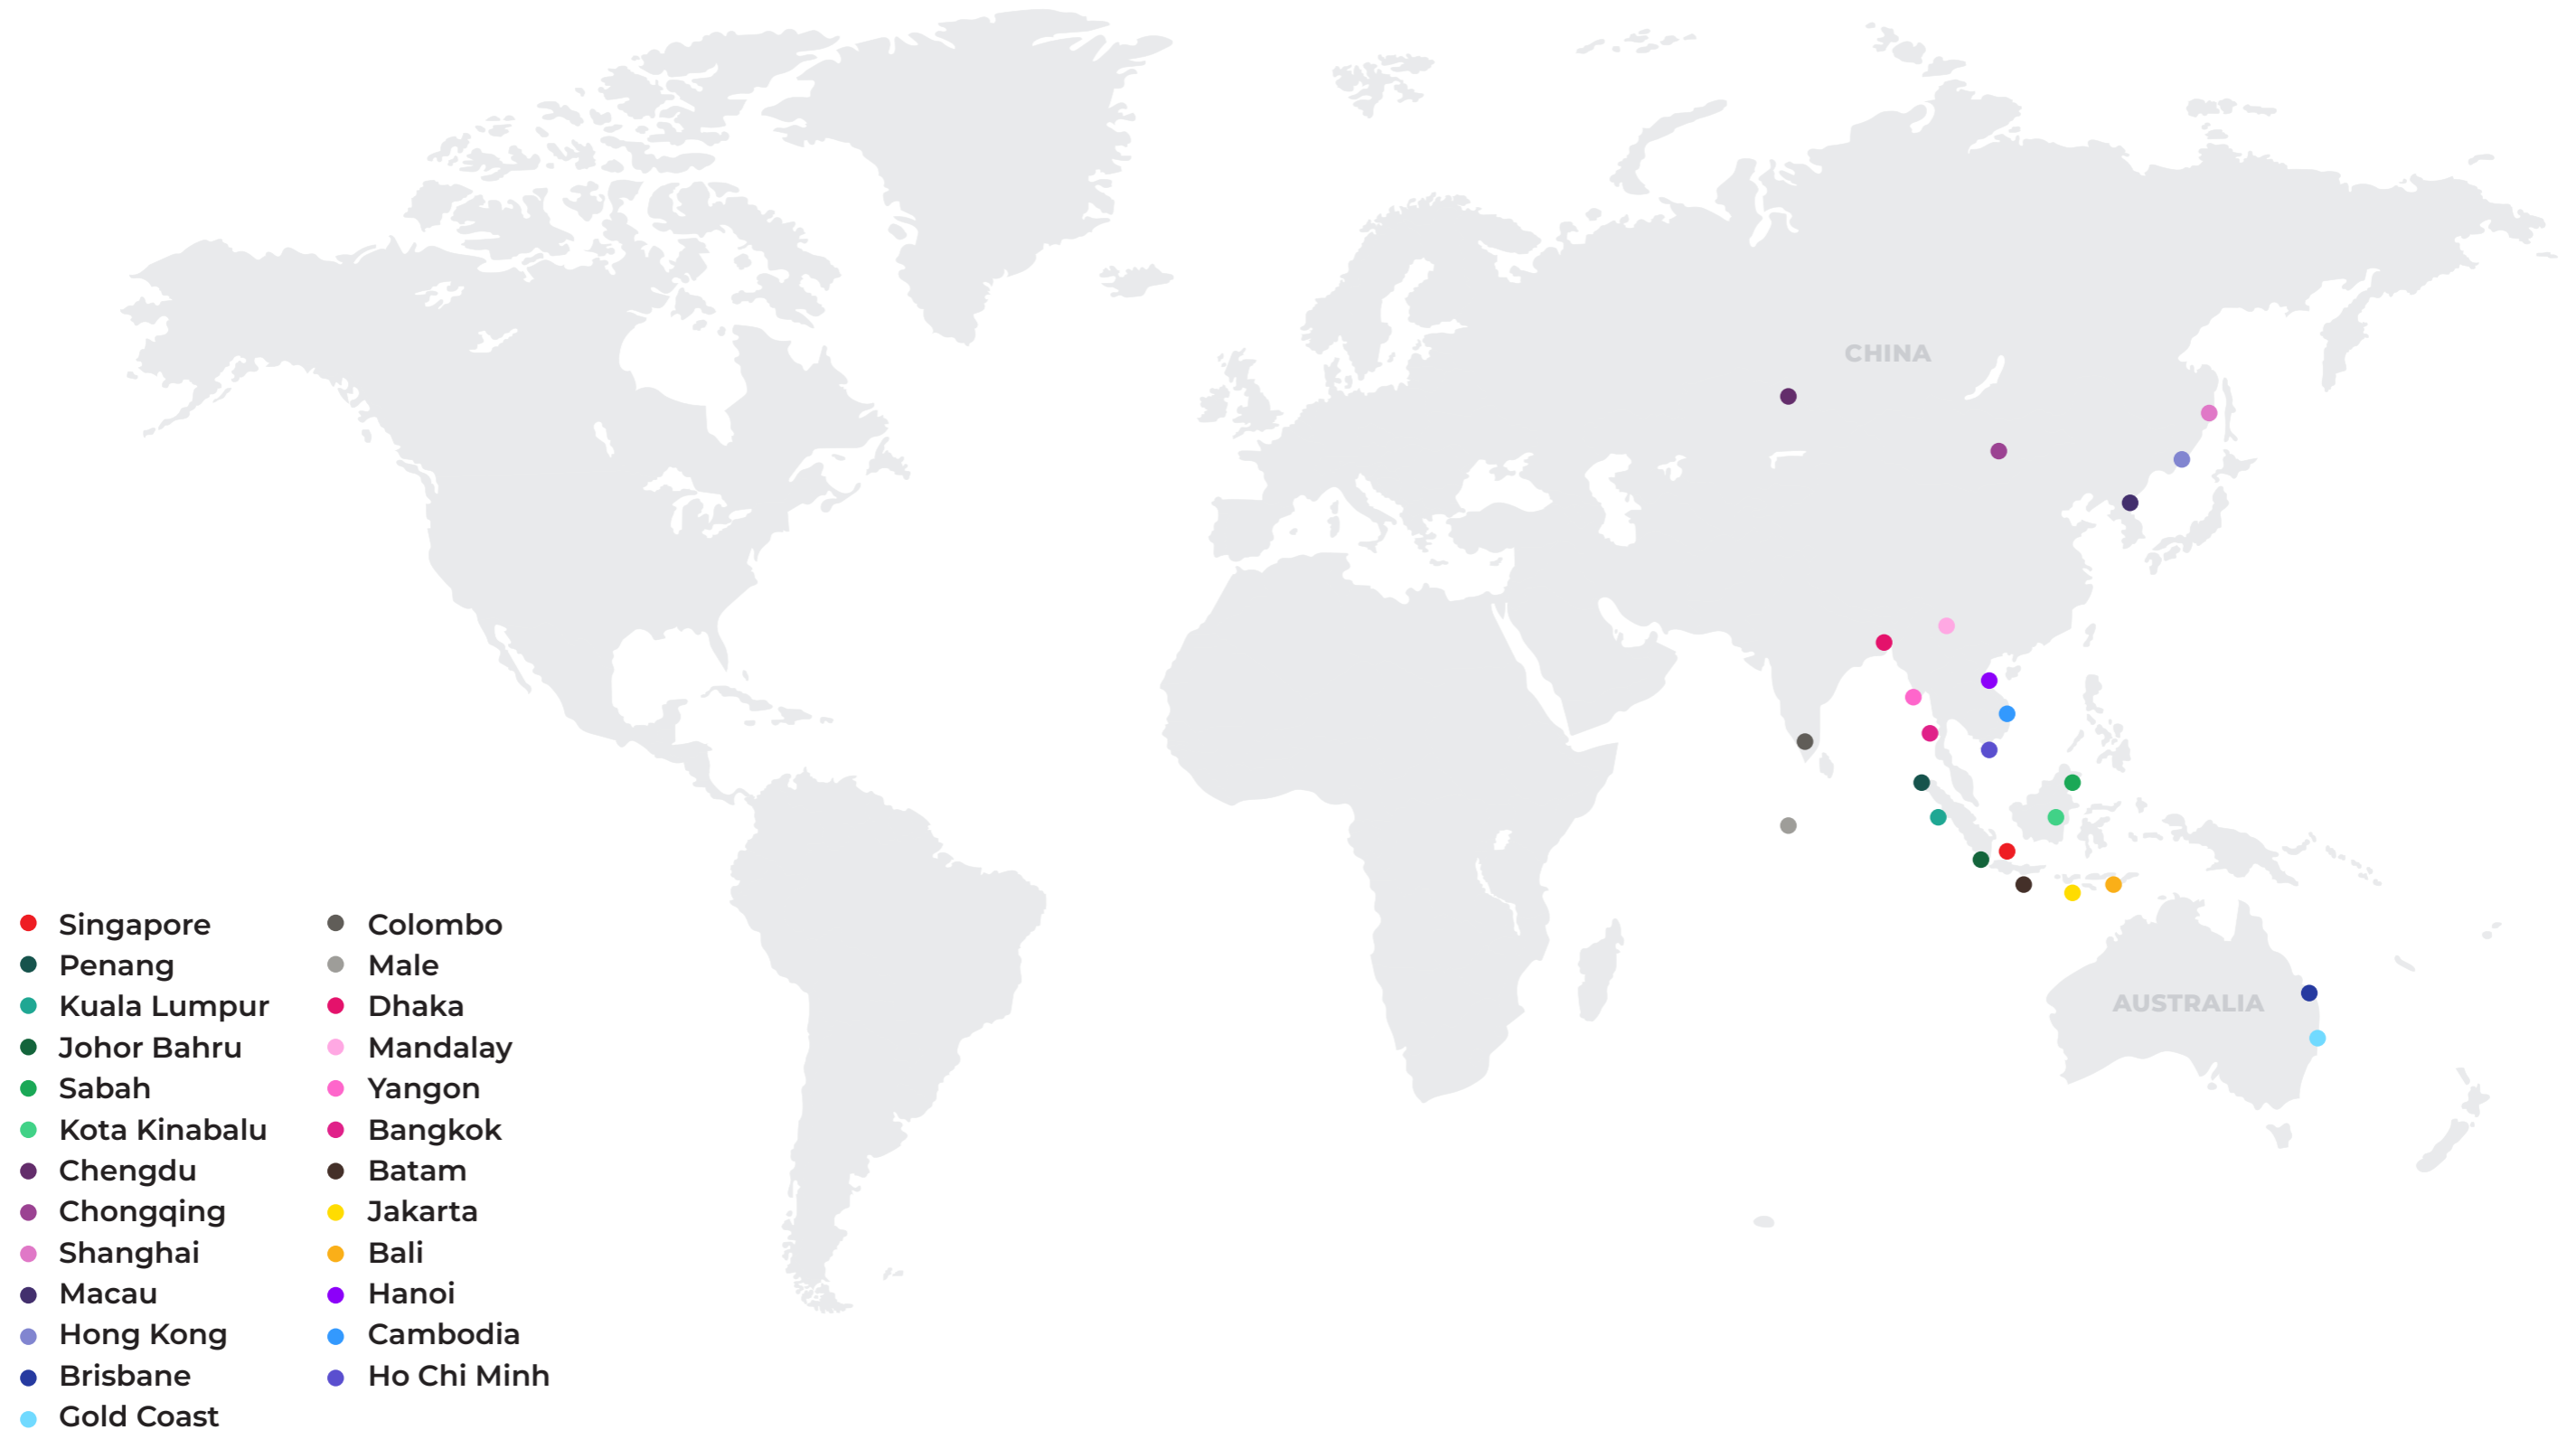 CHINA
AUSTRALIA
Singapore
Penang
Kuala Lumpur
Johor Bahru
Sabah
Kota Kinabalu
Chengdu
Chongqing
Shanghai
Macau
Hong Kong
Brisbane
Gold Coast
Colombo
Male
Dhaka
Mandalay
Yangon
Bangkok
Batam
Jakarta
Bali
Hanoi
Cambodia
Ho Chi Minh